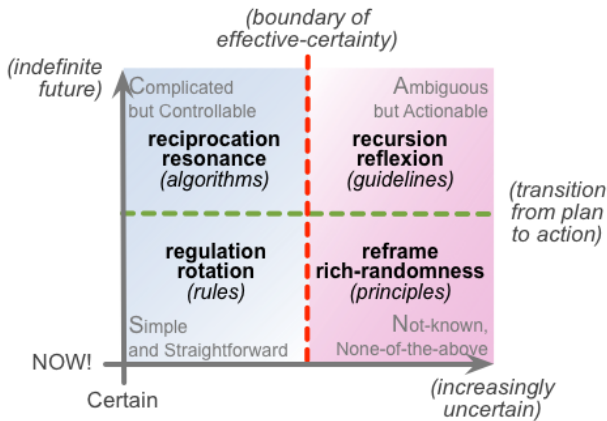 (boundary of
effective-certainty)
(indefinite
future)
Complicated
but Controllable
reciprocation
resonance
(algorithms)
Ambiguous
but Actionable
recursion
reflexion
(guidelines)
(transition
from plan
to action)
regulation
rotation
(rules)
Simple
and Straightforward
reframe
rich-randomness
(principles)
Not-known,
None-of-the-above
NOW!
Certain
(increasingly
uncertain)